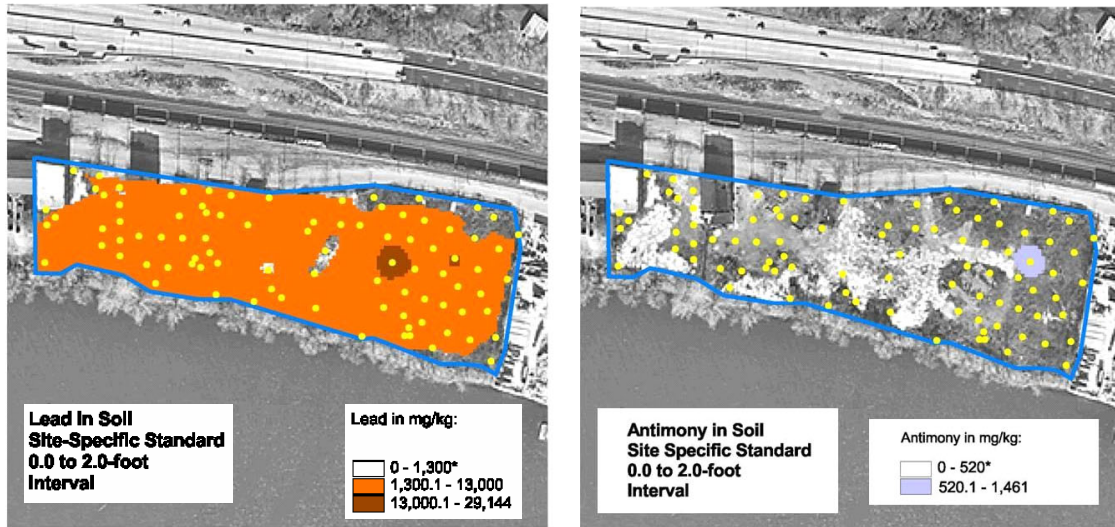 Lead in Soil
Site-Specific Standard
0.0 to 2.0-foot
Interval
Lead in mg/kg:
0 - 1,300*
1,300.1 - 13,000
13,000.1 - 29,144
Antimony in Soil
Site Specific Standard
0.0 to 2.0-foot
Interval
Antimony in mg/kg:
0 - 520*
520.1 - 1,461